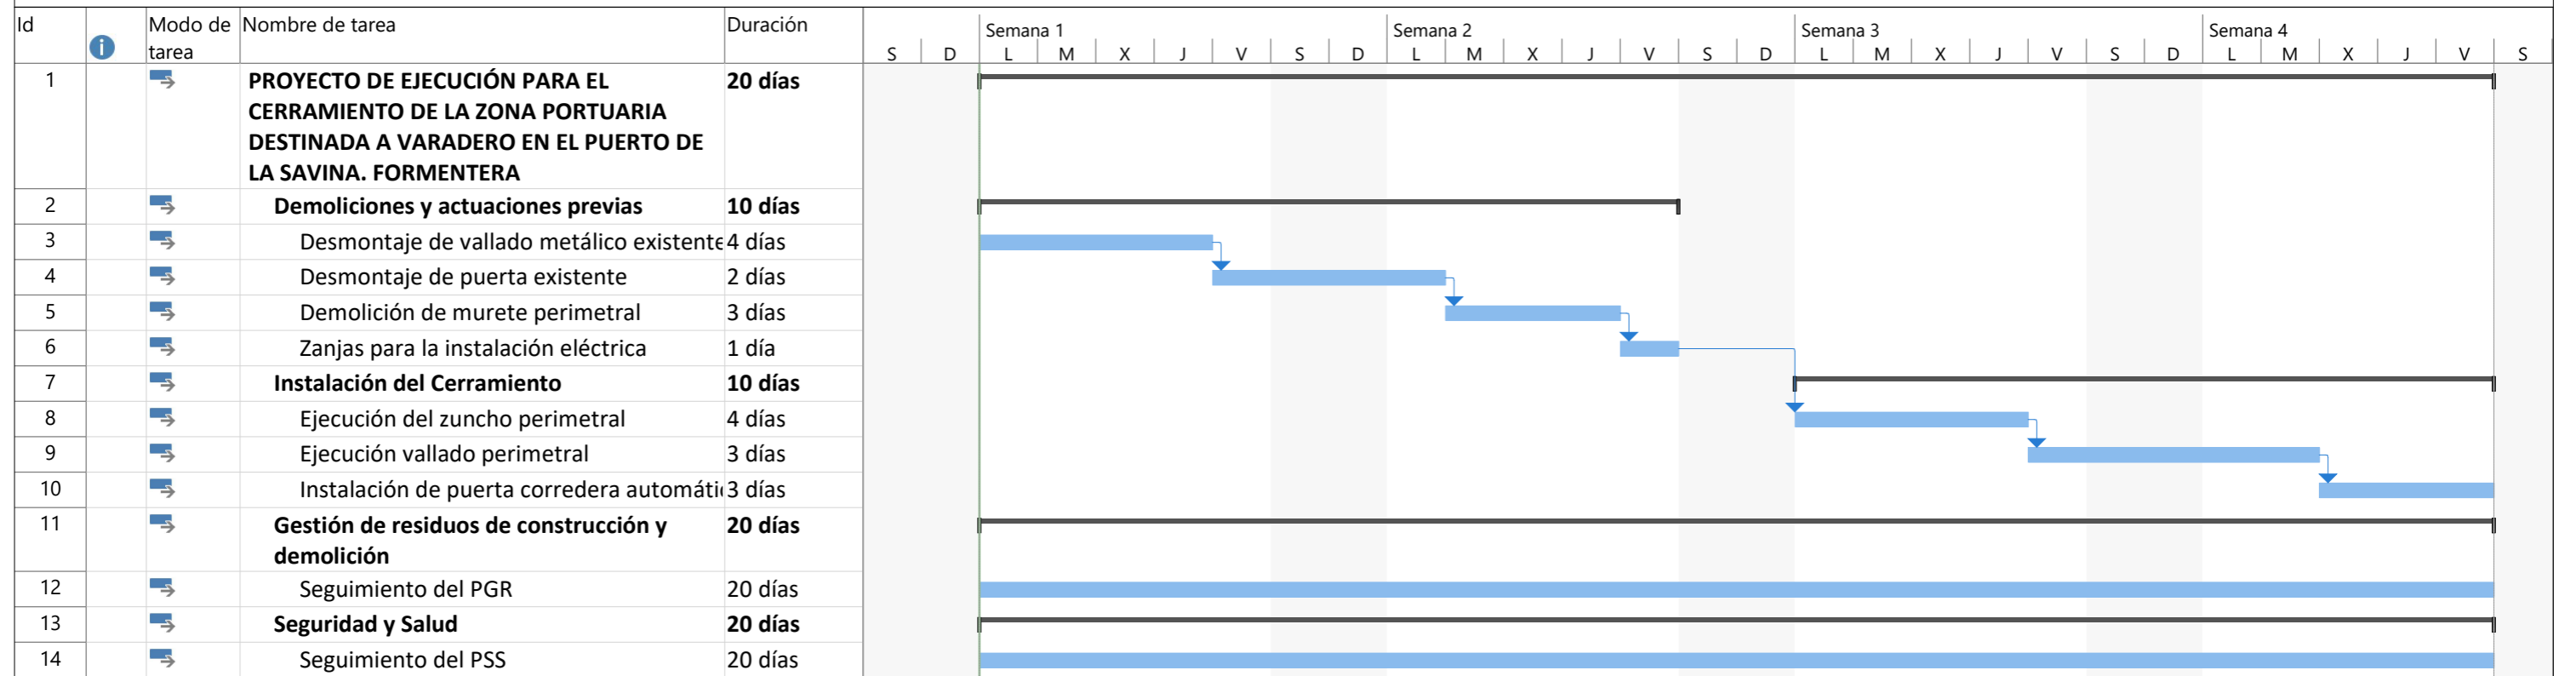 Id Modo de tarea Nombre de tarea Duración Semana 1 Semana 2 Semana 3 Semana 4
S D L M X J V S D L M X J V S D L M X J V S D L M X J V S
1 PROYECTO DE EJECUCIÓN PARA EL 20 días
CERRAMIENTO DE LA ZONA PORTUARIA
DESTINADA A VARADERO EN EL PUERTO DE
LA SAVINA. FORMENTERA
2 Demoliciones y actuaciones previas 10 días
3 Desmontaje de vallado metálico existente 4 días
4 Desmontaje de puerta existente 2 días
5 Demolición de murete perimetral 3 días
6 Zanjas para la instalación eléctrica 1 día
7 Instalación del Cerramiento 10 días
8 Ejecución del zuncho perimetral 4 días
9 Ejecución vallado perimetral 3 días
10 Instalación de puerta corredera automátic 3 días
11 Gestión de residuos de construcción y 20 días
demolición
12 Seguimiento del PGR 20 días
13 Seguridad y Salud 20 días
14 Seguimiento del PSS 20 días